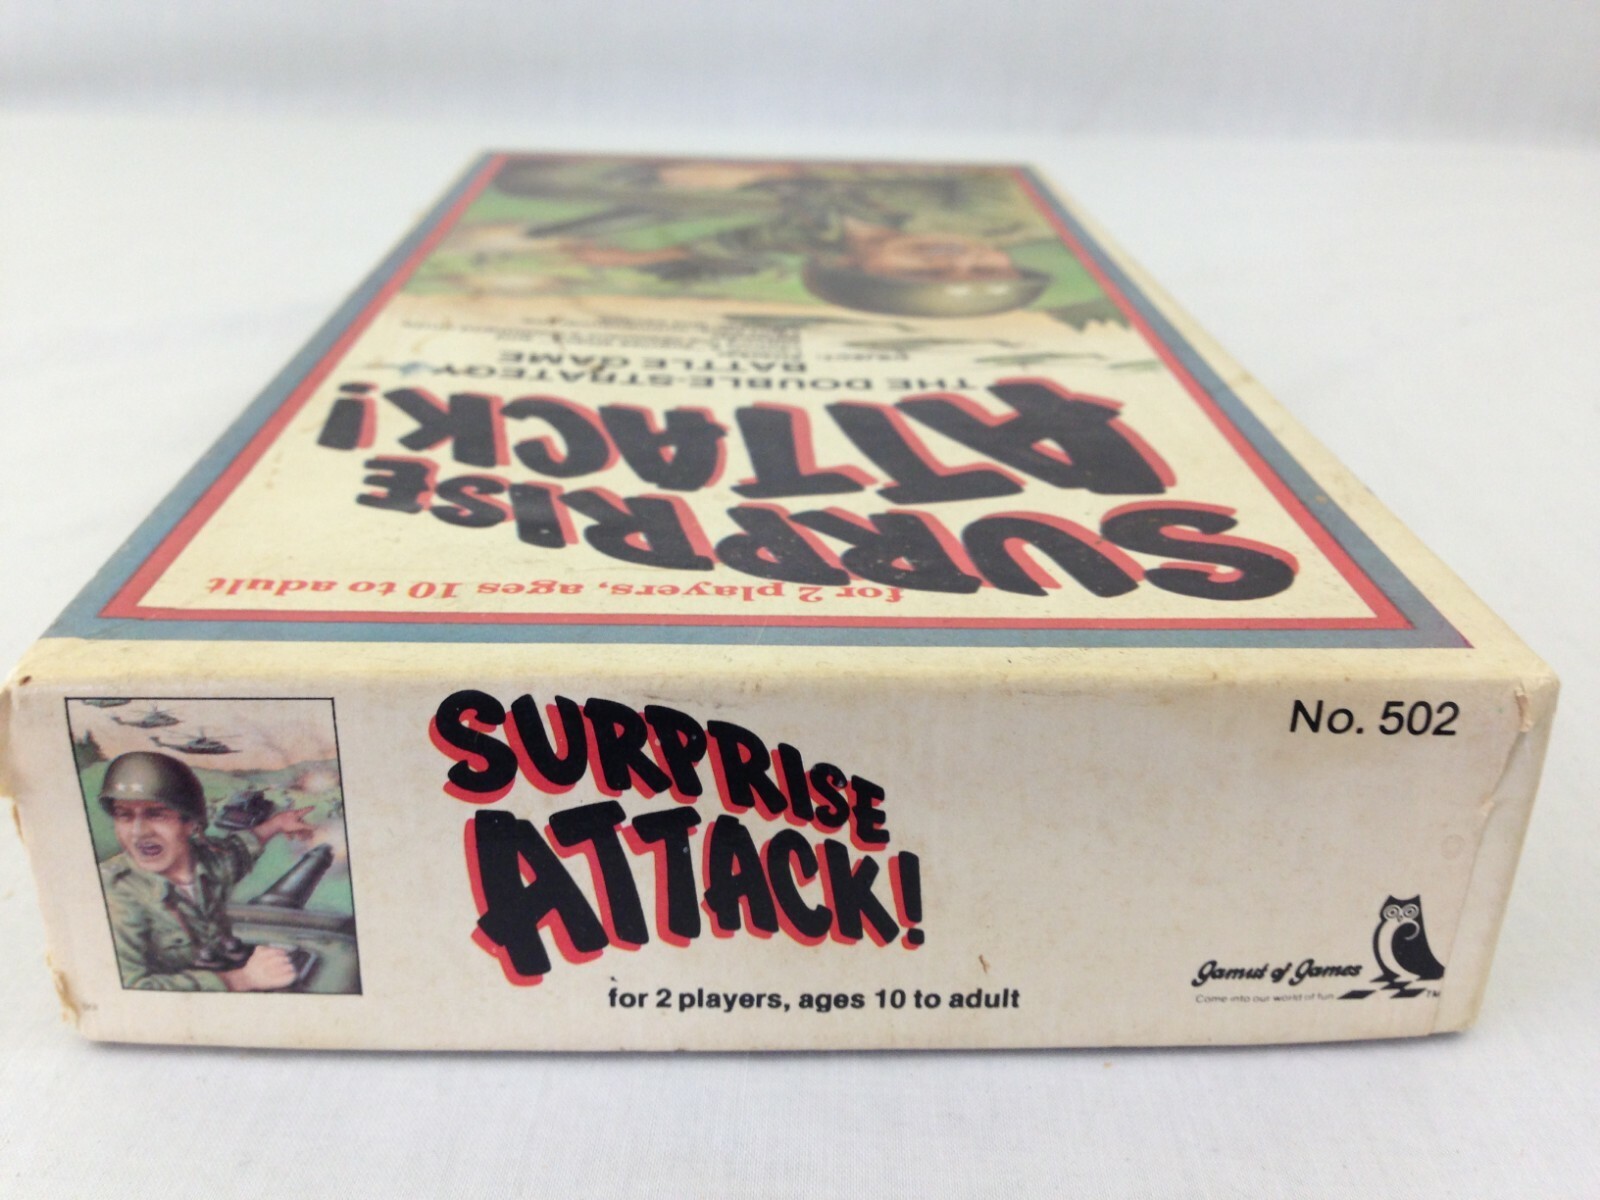 for 2 players, ages 10 to adult
SURPRISE
ATTACK!
THE DOUBLE-STRATEGY
BATTLE GAME
SURPRISE
ATTACK!
for 2 players, ages 10 to adult
No. 502
Gamut of Games
Come into our world of fun
TM